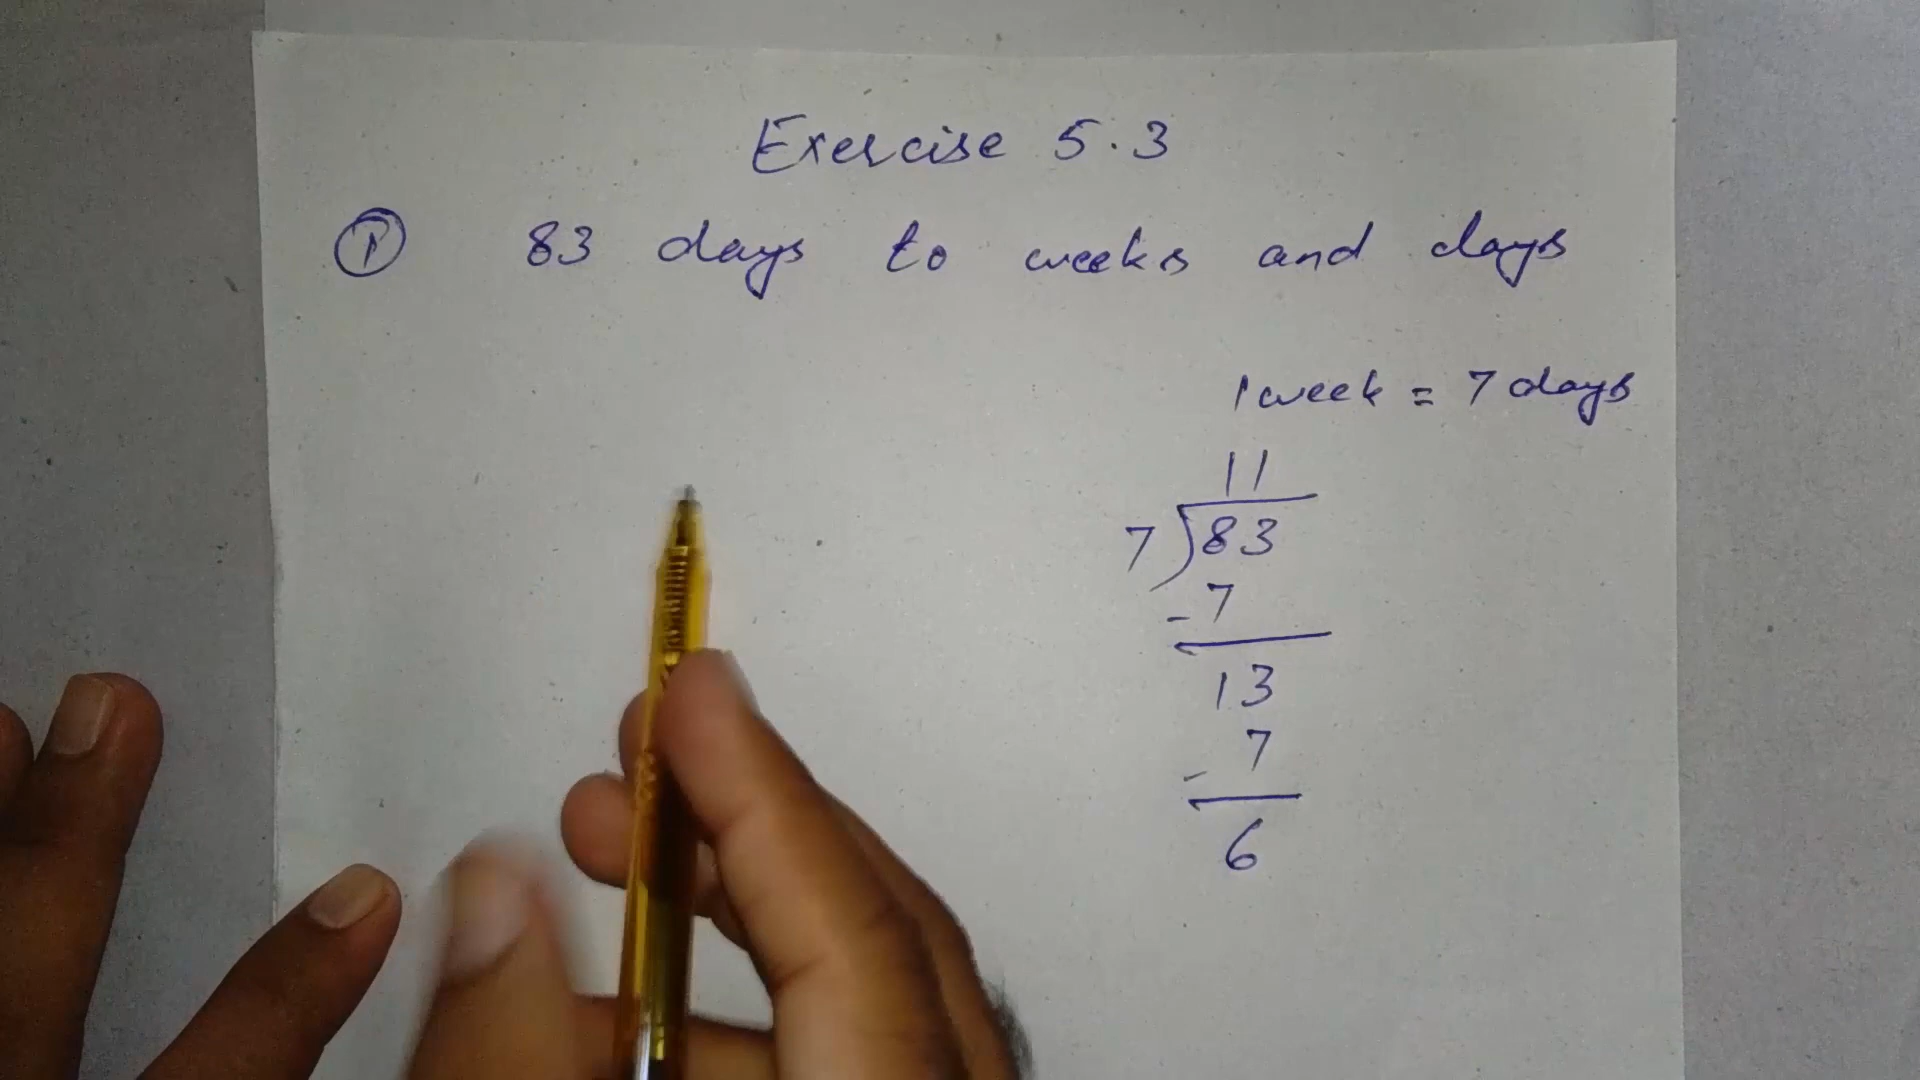 Exercise 5.3
1 83 days to weeks and days
1 week = 7 days
11
7)83
- 7
13
- 7
6